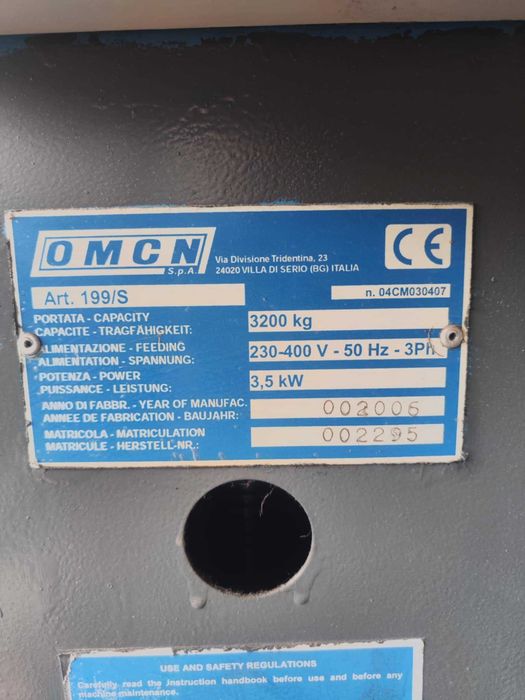 OMCN
S.p.A.
Via Divisione Tridentina, 23
24020 VILLA DI SERIO (BG) ITALIA
CE
Art. 199/S
n. 04CM030407
PORTATA - CAPACITY
CAPACITE - TRAGFÄHIGKEIT:
3200 kg
ALIMENTAZIONE - FEEDING
ALIMENTATION - SPANNUNG:
230-400 V - 50 Hz - 3Ph
POTENZA - POWER
PUISSANCE - LEISTUNG:
3,5 kW
ANNO DI FABBR. - YEAR OF MANUFAC.
ANNEE DE FABRICATION - BAUJAHR:
002006
MATRICOLA - MATRICULATION
MATRICULE - HERSTELL-NR.:
002295
USE AND SAFETY REGULATIONS
Carefully read the instruction handbook before use and before any
machine maintenance.